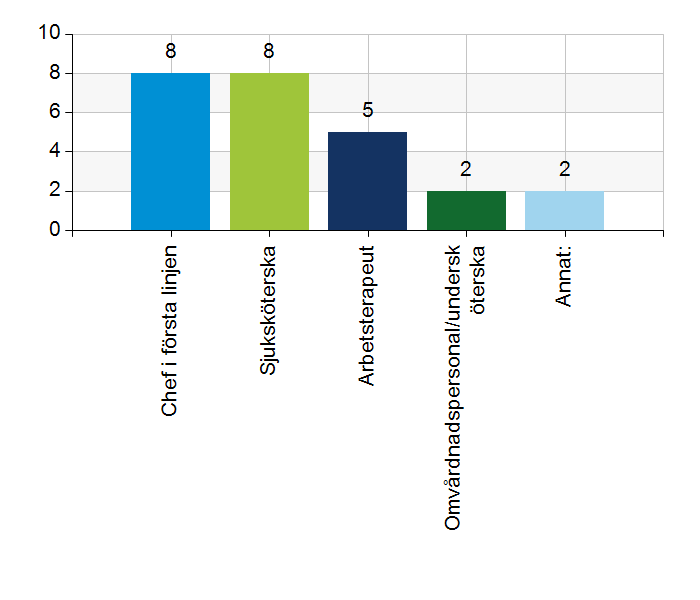 10
8
6
4
2
0
8
8
5
2
2
Chef i första linjen
Sjuksköterska
Arbetsterapeut
Omvårdnadspersonal/undersk
öterska
Annat: